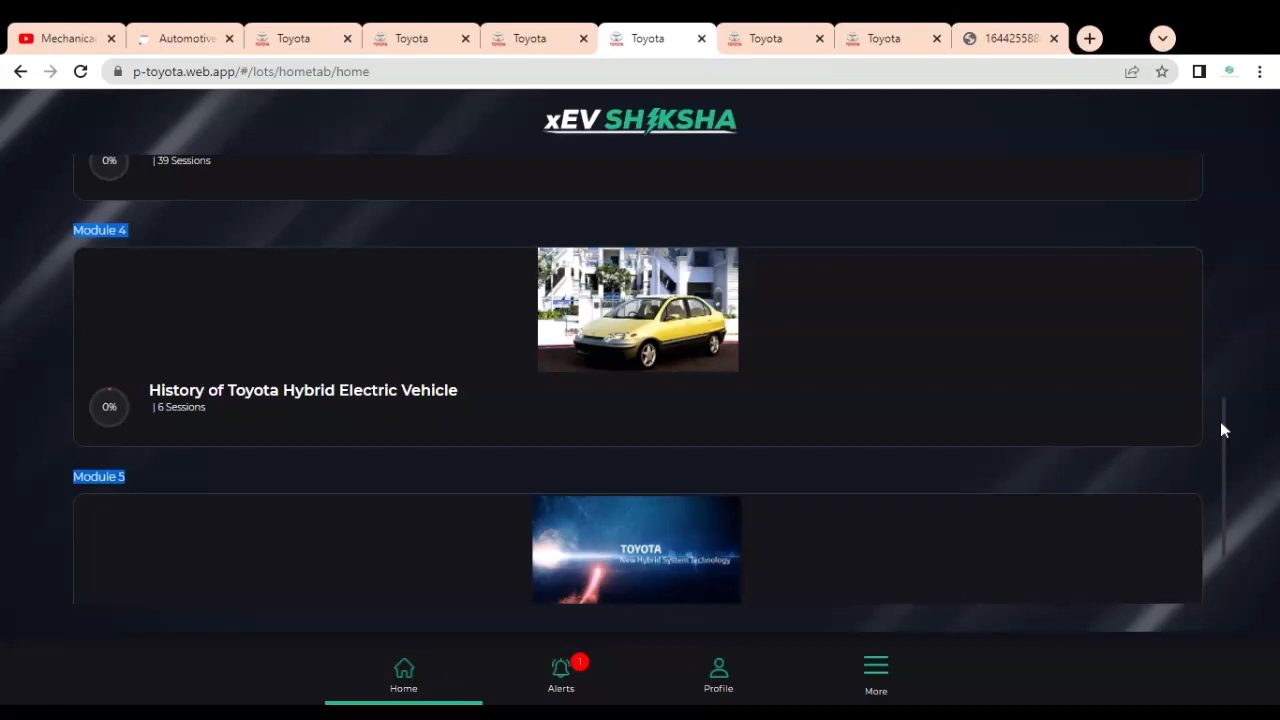 Mechanica
Automotive
Toyota
Toyota
Toyota
Toyota
Toyota
Toyota
164425588
p-toyota.web.app/#/lots/hometab/home
xEV SHIKSHA
0%
| 39 Sessions
Module 4
History of Toyota Hybrid Electric Vehicle
0%
| 6 Sessions
Module 5
TOYOTA
New Hybrid System Technology
1
Home
Alerts
Profile
More